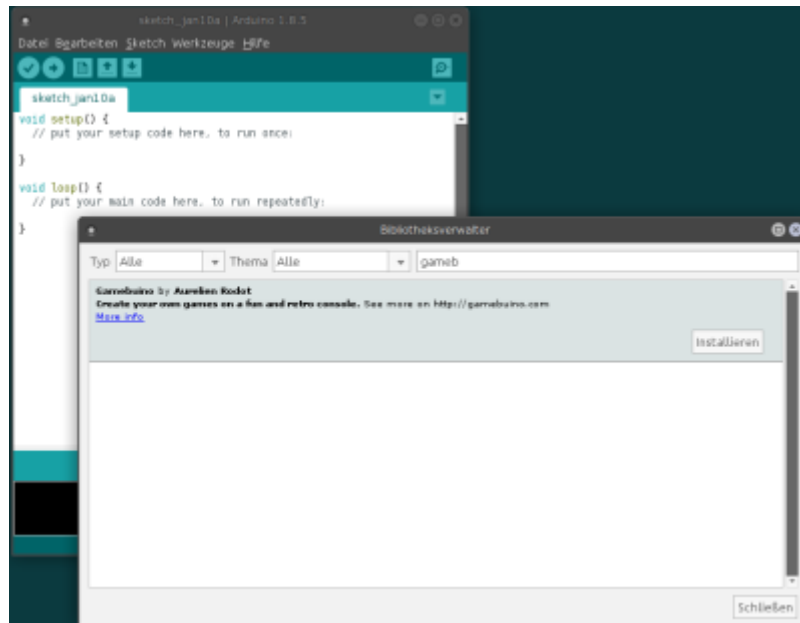 sketch_jan10a | Arduino 1.8.5
Datei Bearbeiten Sketch Werkzeuge Hilfe
sketch_jan10a
void setup() {
// put your setup code here, to run once:
}
void loop() {
// put your main code here, to run repeatedly:
}
Bibliotheksverwalter
Typ Alle Thema Alle gameb
Gamebuino by Aurelien Rodot
Create your own games on a fun and retro console. See more on http://gamebuino.com
More info
Installieren
Schließen